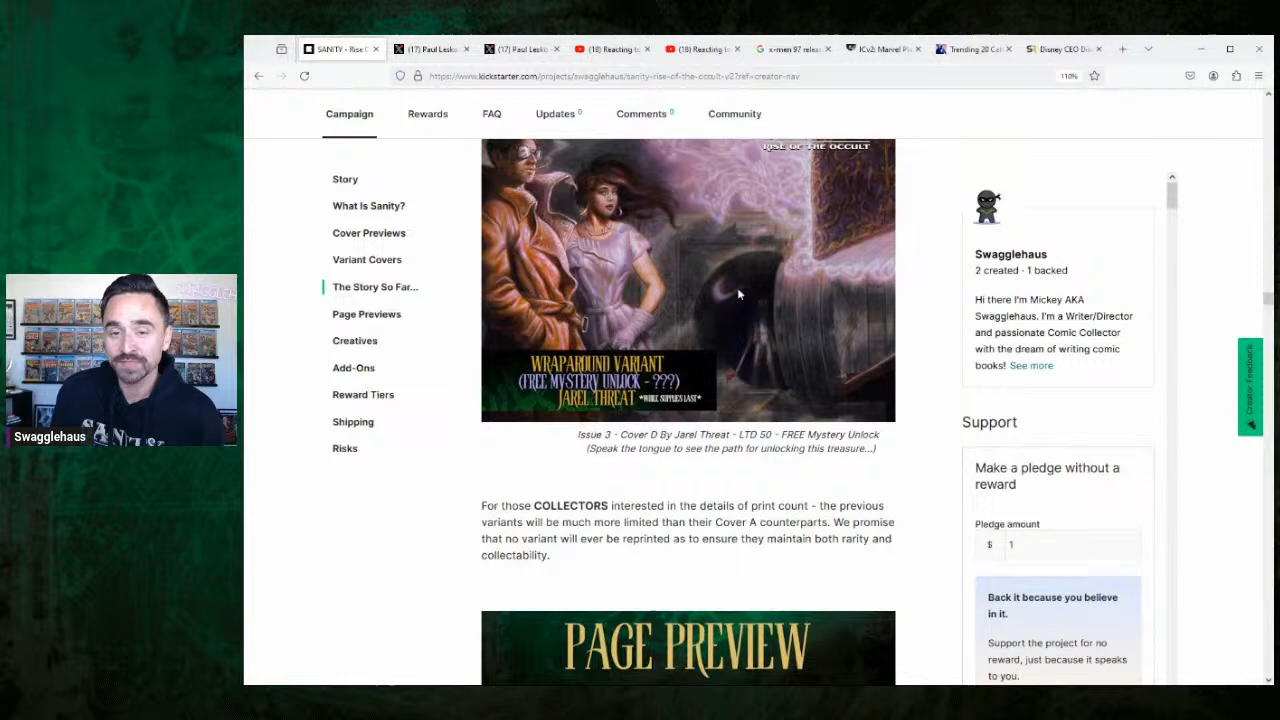 SANITY - Rise O
(17) Paul Lesko
(17) Paul Lesko
(18) Reacting to
(18) Reacting to
x-men 97 relea
ICv2: Marvel Pl
Trending 20 Ca
Disney CEO Di
https://www.kickstarter.com/projects/swagglehaus/sanity-rise-of-the-occult-v2?ref=creator-nav
110%
Campaign
Rewards
FAQ
Updates 0
Comments 0
Community
Story
What Is Sanity?
Cover Previews
Variant Covers
The Story So Far...
Page Previews
Creatives
Add-Ons
Reward Tiers
Shipping
Risks
RISE OF THE OCCULT
WRAPAROUND VARIANT
(FREE MYSTERY UNLOCK - ???)
JAREL THREAT *WHILE SUPPLIES LAST*
Issue 3 - Cover D By Jarel Threat - LTD 50 - FREE Mystery Unlock
(Speak the tongue to see the path for unlocking this treasure...)
For those COLLECTORS interested in the details of print count - the previous
variants will be much more limited than their Cover A counterparts. We promise
that no variant will ever be reprinted as to ensure they maintain both rarity and
collectability.
PAGE PREVIEW
Swagglehaus
2 created · 1 backed
Hi there I'm Mickey AKA
Swagglehaus. I'm a Writer/Director
and passionate Comic Collector
with the dream of writing comic
books! See more
Support
Make a pledge without a
reward
Pledge amount
$ 1
Back it because you believe
in it.
Support the project for no
reward, just because it speaks
to you.
Creator Feedback
Swagglehaus